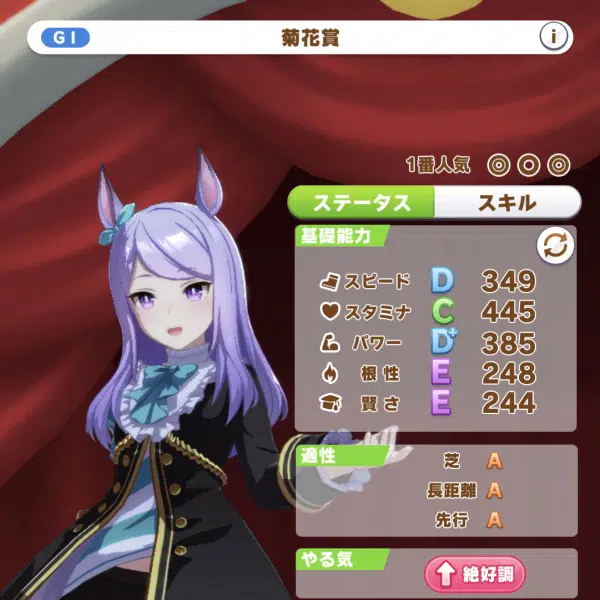 GI 菊花賞 i
1番人気 ◎ ○ ◎
ステータス スキル
基礎能力
スピード D 349
スタミナ C 445
パワー D+ 385
根性 E 248
賢さ E 244
適性
芝 A
長距離 A
先行 A
やる気
絶好調